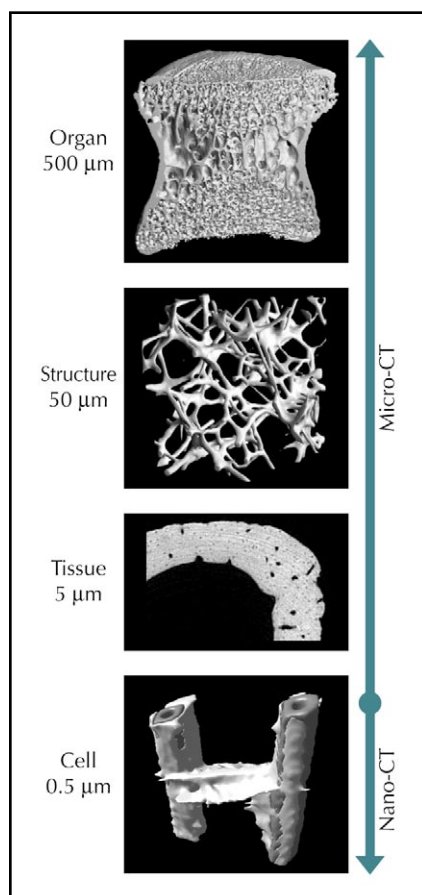 Organ
500 μm
Structure
50 μm
Micro-CT
Tissue
5 μm
Cell
0.5 μm
Nano-CT